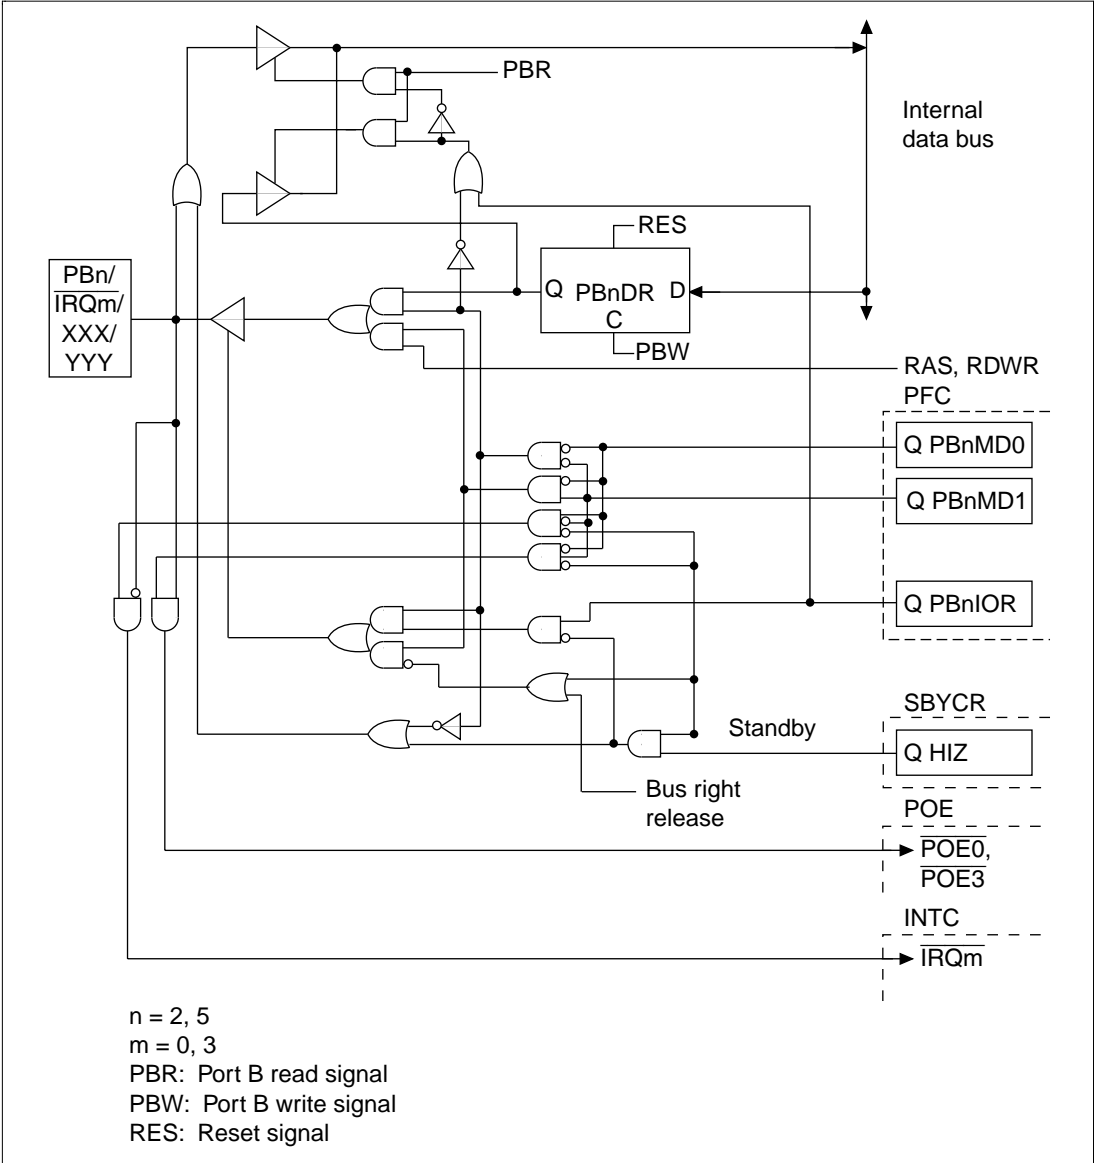 PBR
Internal
data bus
RES
PBn/
IRQm/
XXX/
YYY
Q PBnDR D
C
PBW
RAS, RDWR
PFC
Q PBnMD0
Q PBnMD1
Q PBnIOR
SBYCR
Standby
Q HIZ
Bus right
release
POE
POE0,
POE3
INTC
IRQm
n = 2, 5
m = 0, 3
PBR: Port B read signal
PBW: Port B write signal
RES: Reset signal